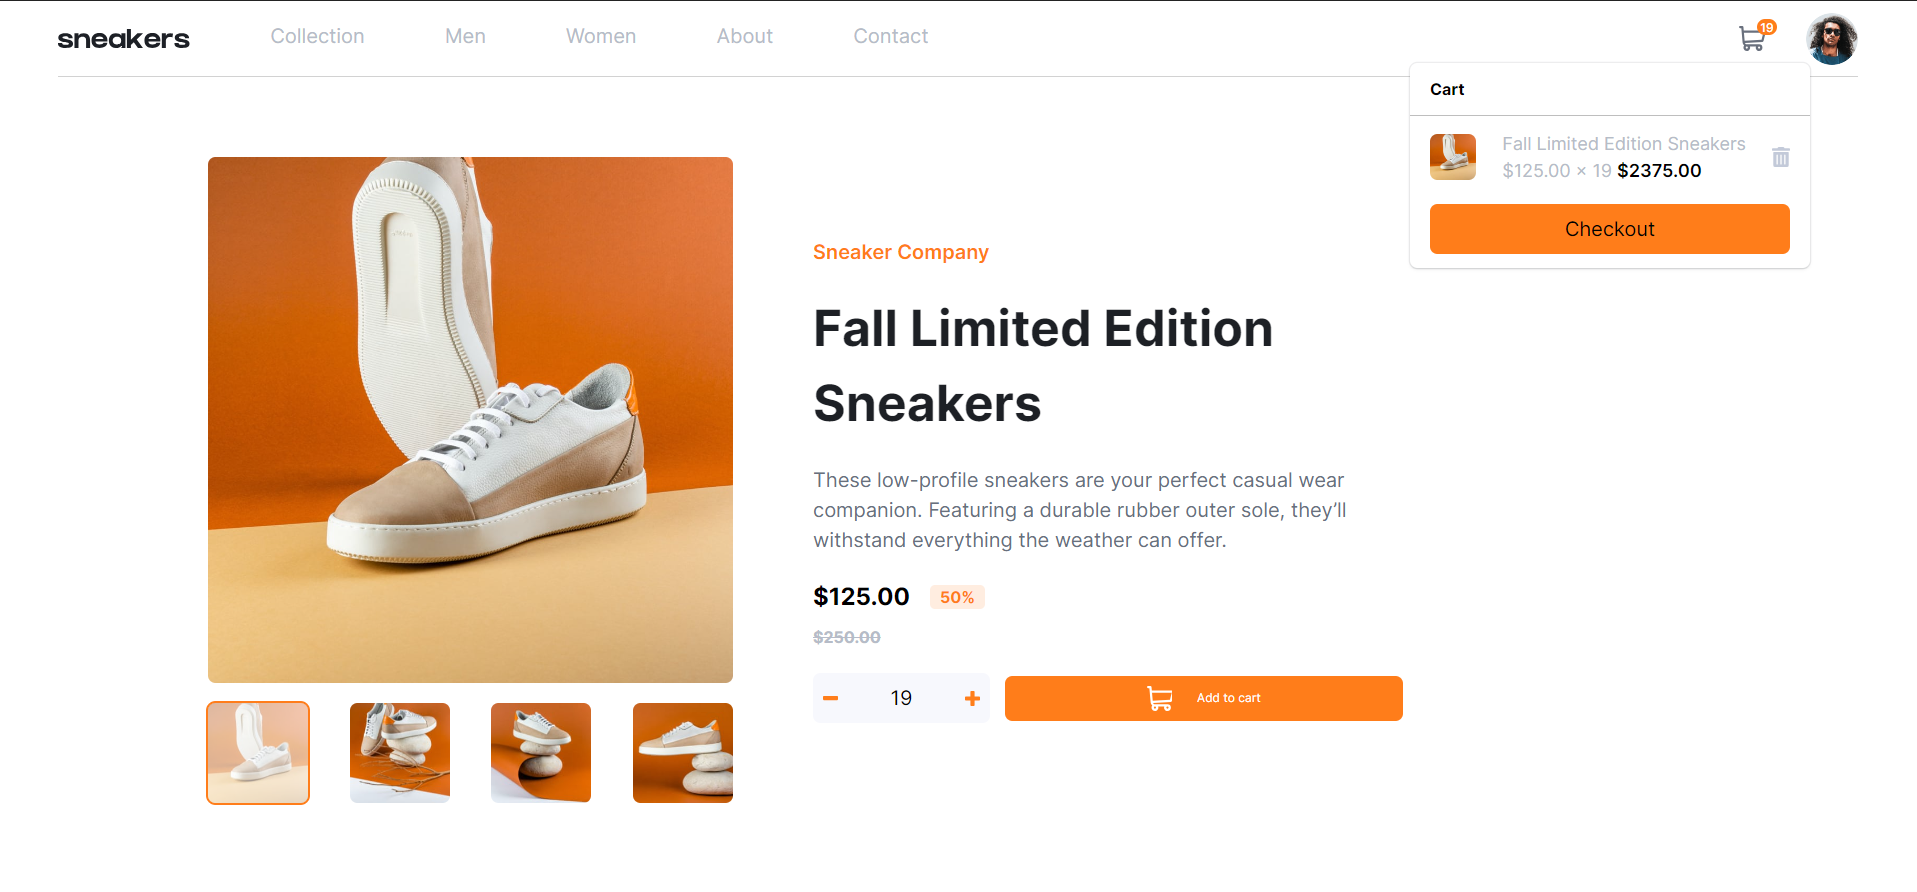 sneakers
Collection
Men
Women
About
Contact
19
Cart
Fall Limited Edition Sneakers
$125.00 × 19 $2375.00
Checkout
Sneaker Company
Fall Limited Edition
Sneakers
These low-profile sneakers are your perfect casual wear
companion. Featuring a durable rubber outer sole, they’ll
withstand everything the weather can offer.
$125.00 50%
$250.00
19
Add to cart